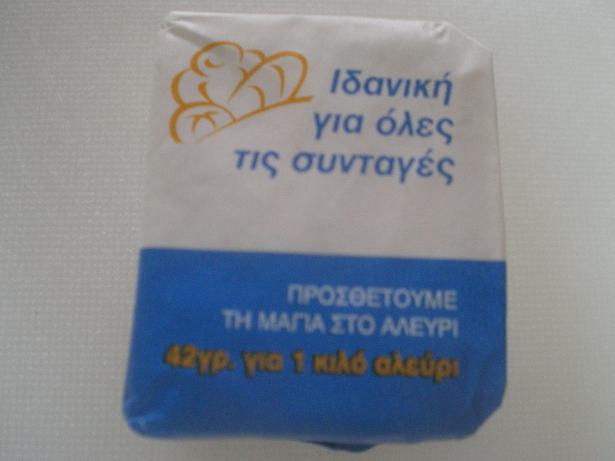 Ιδανική
για όλες
τις συνταγές
ΠΡΟΣΘΕΤΟΥΜΕ
ΤΗ ΜΑΓΙΑ ΣΤΟ ΑΛΕΥΡΙ
42γρ. για 1 κιλό αλεύρι